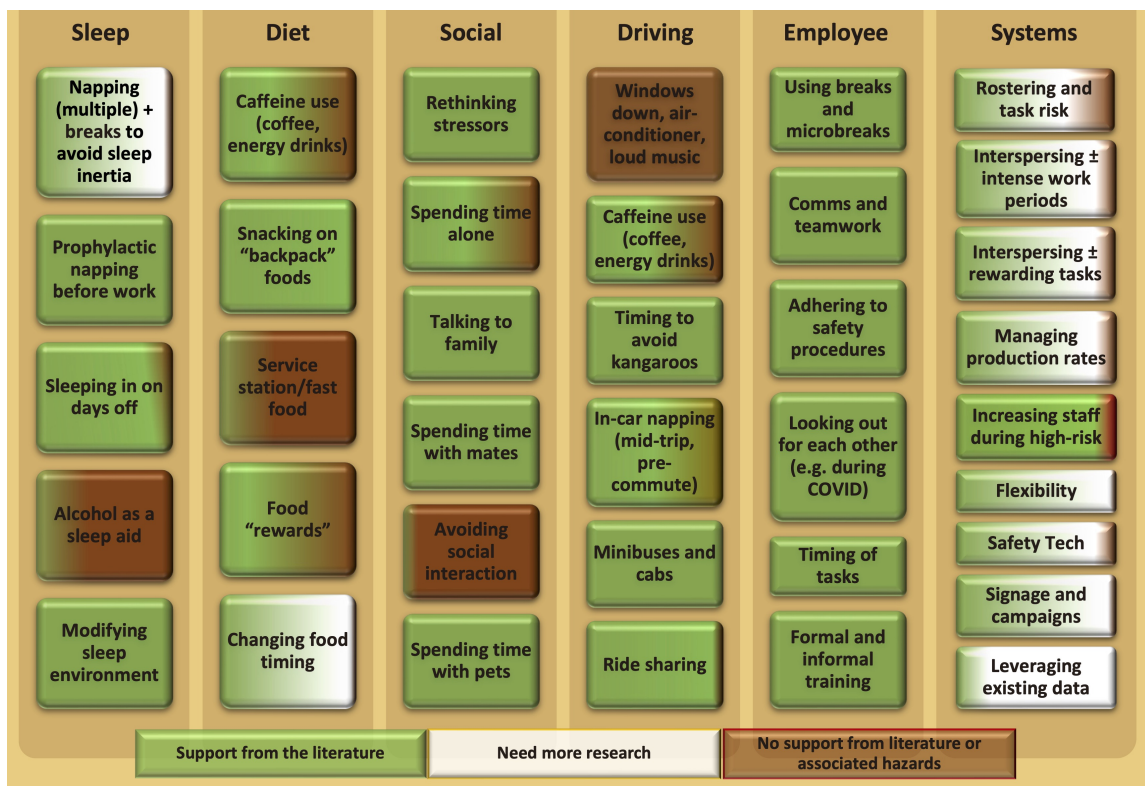 Sleep
Napping
(multiple) +
breaks to
avoid sleep
inertia
Prophylactic
napping
before work
Sleeping in on
days off
Alcohol as a
sleep aid
Modifying
sleep
environment
Diet
Caffeine use
(coffee,
energy drinks)
Snacking on
“backpack”
foods
Service
station/fast
food
Food
“rewards”
Changing food
timing
Social
Rethinking
stressors
Spending time
alone
Talking to
family
Spending time
with mates
Avoiding
social
interaction
Spending time
with pets
Driving
Windows
down, air-
conditioner,
loud music
Caffeine use
(coffee,
energy drinks)
Timing to
avoid
kangaroos
In-car napping
(mid-trip,
pre-
commute)
Minibuses and
cabs
Ride sharing
Employee
Using breaks
and
microbreaks
Comms and
teamwork
Adhering to
safety
procedures
Looking out
for each other
(e.g. during
COVID)
Timing of
tasks
Formal and
informal
training
Systems
Rostering and
task risk
Interspersing ±
intense work
periods
Interspersing ±
rewarding tasks
Managing
production rates
Increasing staff
during high-risk
Flexibility
Safety Tech
Signage and
campaigns
Leveraging
existing data
Support from the literature
Need more research
No support from literature or
associated hazards